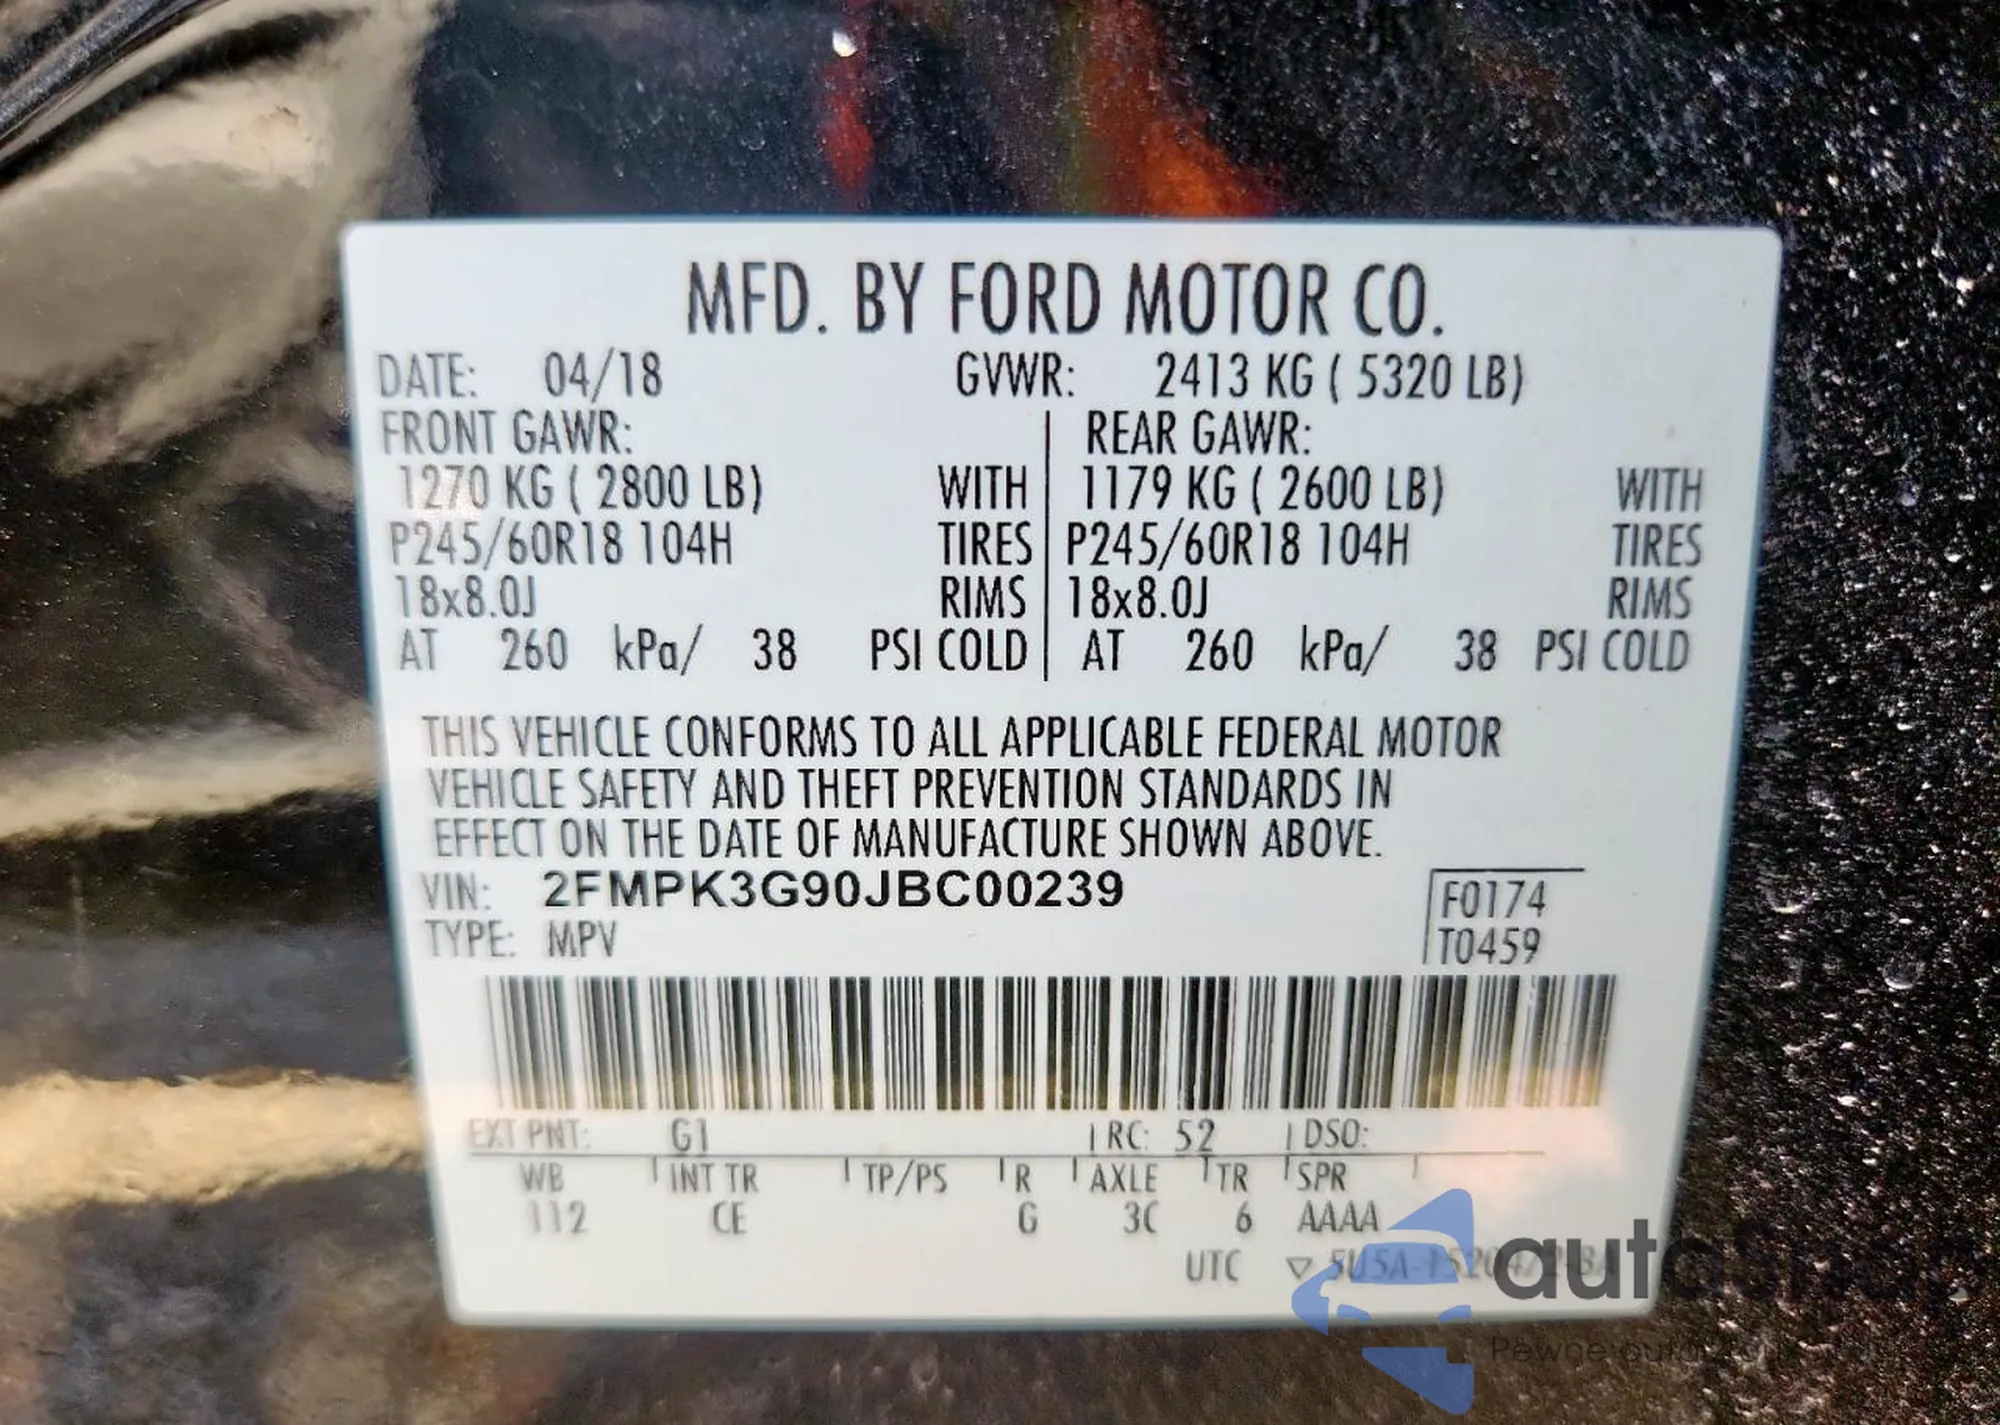 MFD. BY FORD MOTOR CO.
DATE: 04/18 GVWR: 2413 KG ( 5320 LB)
FRONT GAWR: REAR GAWR:
1270 KG ( 2800 LB) WITH 1179 KG ( 2600 LB) WITH
P245/60R18 104H TIRES P245/60R18 104H TIRES
18x8.0J RIMS 18x8.0J RIMS
AT 260 kPa/ 38 PSI COLD AT 260 kPa/ 38 PSI COLD
THIS VEHICLE CONFORMS TO ALL APPLICABLE FEDERAL MOTOR
VEHICLE SAFETY AND THEFT PREVENTION STANDARDS IN
EFFECT ON THE DATE OF MANUFACTURE SHOWN ABOVE.
VIN: 2FMPK3G90JBC00239 F0174
TYPE: MPV T0459
EXT PNT: G1 RC: 52 DSO:
WB INT TR TP/PS R AXLE TR SPR
112 CE G 3C 6 AAAA
UTC
Pewne auto